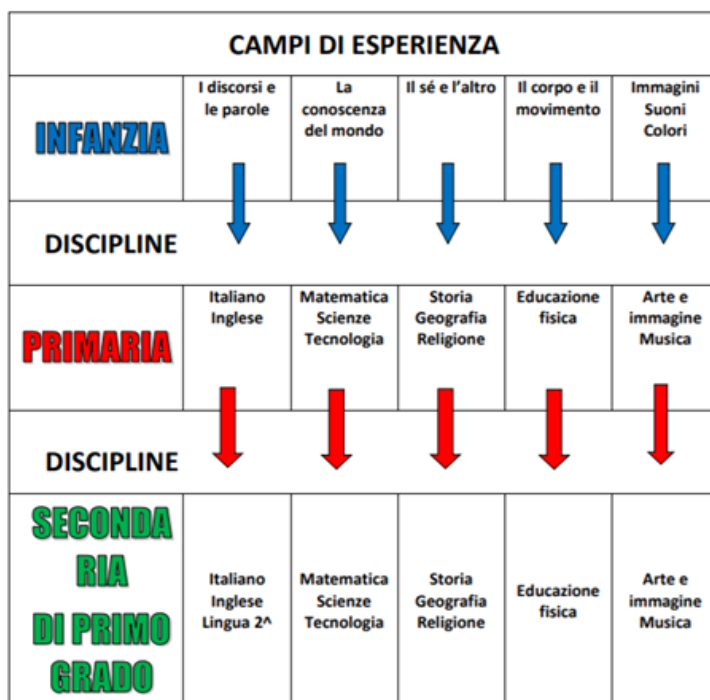 CAMPI DI ESPERIENZA
INFANZIA
I discorsi e
le parole
La
conoscenza
del mondo
Il sé e l'altro
Il corpo e il
movimento
Immagini
Suoni
Colori
DISCIPLINE
PRIMARIA
Italiano
Inglese
Matematica
Scienze
Tecnologia
Storia
Geografia
Religione
Educazione
fisica
Arte e
immagine
Musica
DISCIPLINE
SECONDA
RIA
DI PRIMO
GRADO
Italiano
Inglese
Lingua 2^
Matematica
Scienze
Tecnologia
Storia
Geografia
Religione
Educazione
fisica
Arte e
immagine
Musica